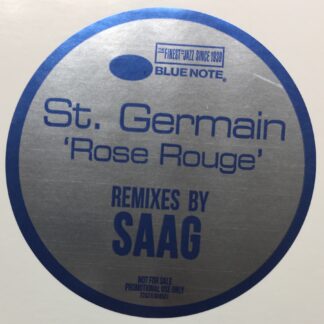 THE FINEST IN JAZZ SINCE 1939
BLUE NOTE®
St. Germain
'Rose Rouge'
REMIXES BY
SAAG
NOT FOR SALE
PROMOTIONAL USE ONLY